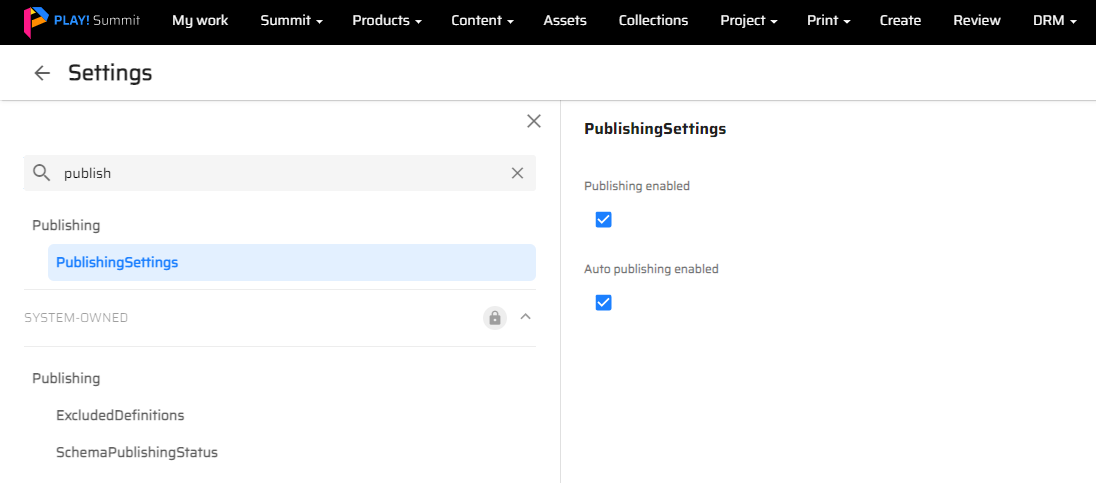 PLAY! Summit My work Summit Products Content Assets Collections Project Print Create Review DRM
Settings
publish
Publishing
PublishingSettings
SYSTEM-OWNED
Publishing
ExcludedDefinitions
SchemaPublishingStatus
PublishingSettings
Publishing enabled
Auto publishing enabled